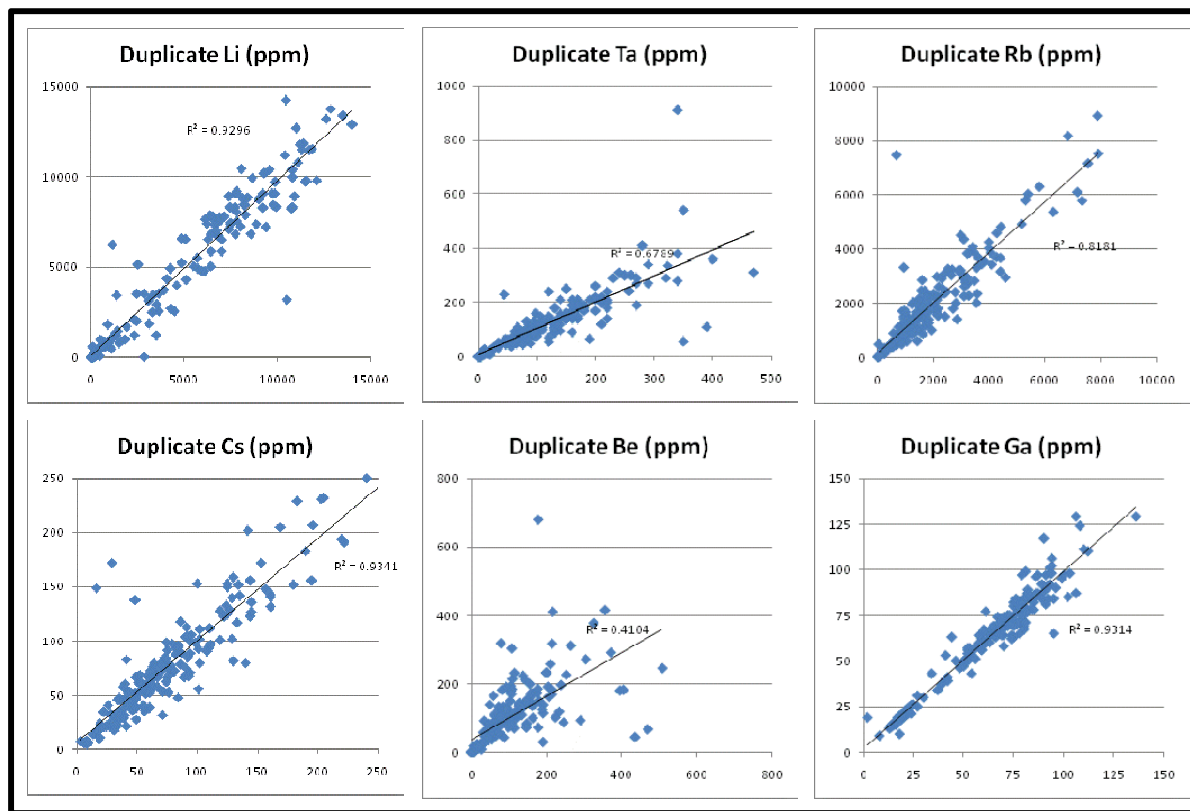 Duplicate Li (ppm)
15000
10000
5000
0
0 5000 10000 15000
R² = 0.9296
Duplicate Ta (ppm)
1000
800
600
400
200
0
0 100 200 300 400 500
R² = 0.6789
Duplicate Rb (ppm)
10000
8000
6000
4000
2000
0
0 2000 4000 6000 8000 10000
R² = 0.8181
Duplicate Cs (ppm)
250
200
150
100
50
0
0 50 100 150 200 250
R² = 0.9341
Duplicate Be (ppm)
800
600
400
200
0
0 200 400 600 800
R² = 0.4104
Duplicate Ga (ppm)
150
125
100
75
50
25
0
0 25 50 75 100 125 150
R² = 0.9314